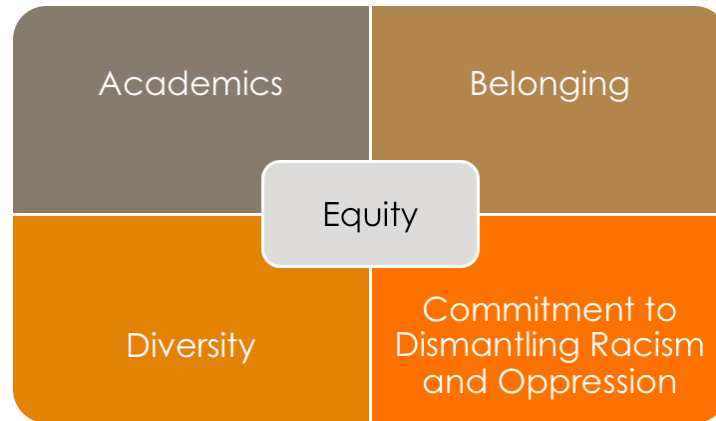 Academics
Belonging
Equity
Diversity
Commitment to
Dismantling Racism
and Oppression